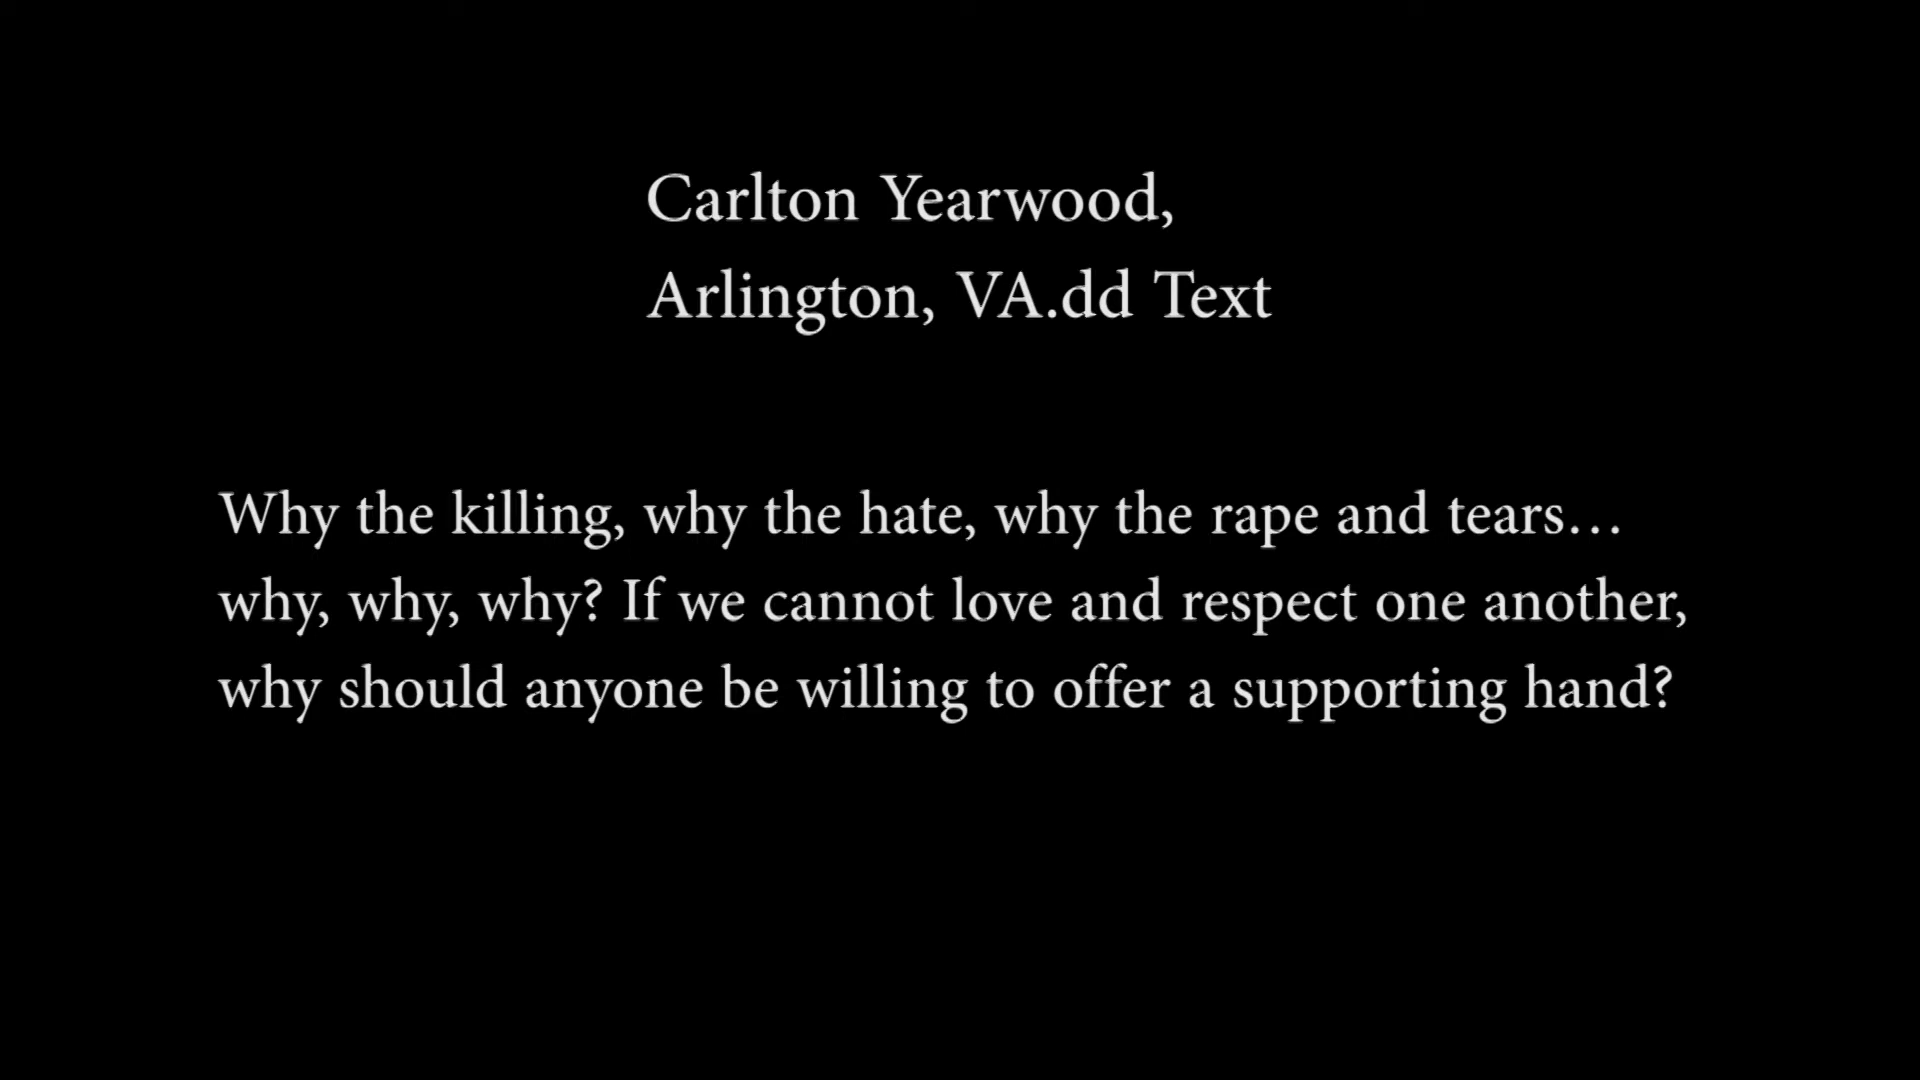 Carlton Yearwood,
Arlington, VA.dd Text
Why the killing, why the hate, why the rape and tears…
why, why, why? If we cannot love and respect one another,
why should anyone be willing to offer a supporting hand?